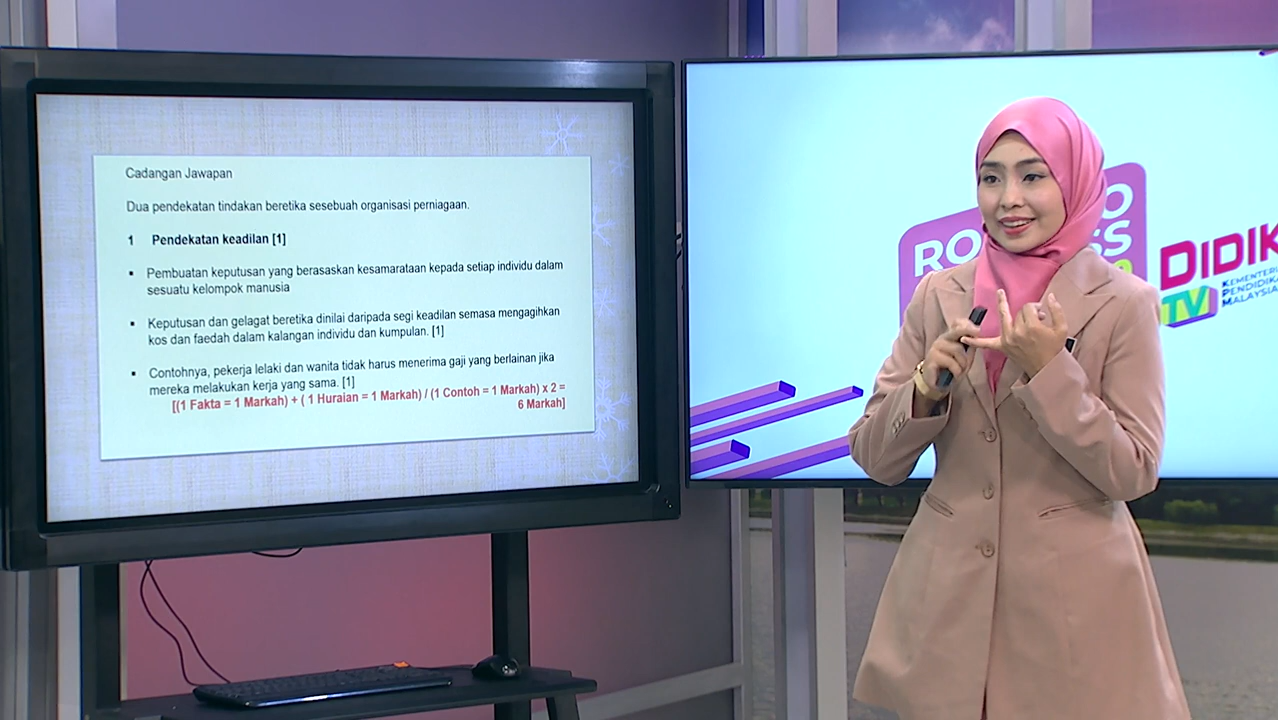 Cadangan Jawapan
Dua pendekatan tindakan beretika sesebuah organisasi perniagaan.
1 Pendekatan keadilan [1]
▪ Pembuatan keputusan yang berasaskan kesamarataan kepada setiap individu dalam
sesuatu kelompok manusia
▪ Keputusan dan gelagat beretika dinilai daripada segi keadilan semasa mengagihkan
kos dan faedah dalam kalangan individu dan kumpulan. [1]
▪ Contohnya, pekerja lelaki dan wanita tidak harus menerima gaji yang berlainan jika
mereka melakukan kerja yang sama. [1]
[(1 Fakta = 1 Markah) + ( 1 Huraian = 1 Markah) / (1 Contoh = 1 Markah) x 2 =
6 Markah]
DIDIK
TV
KEMENTERI
PENDIDIKA
MALAYSIA